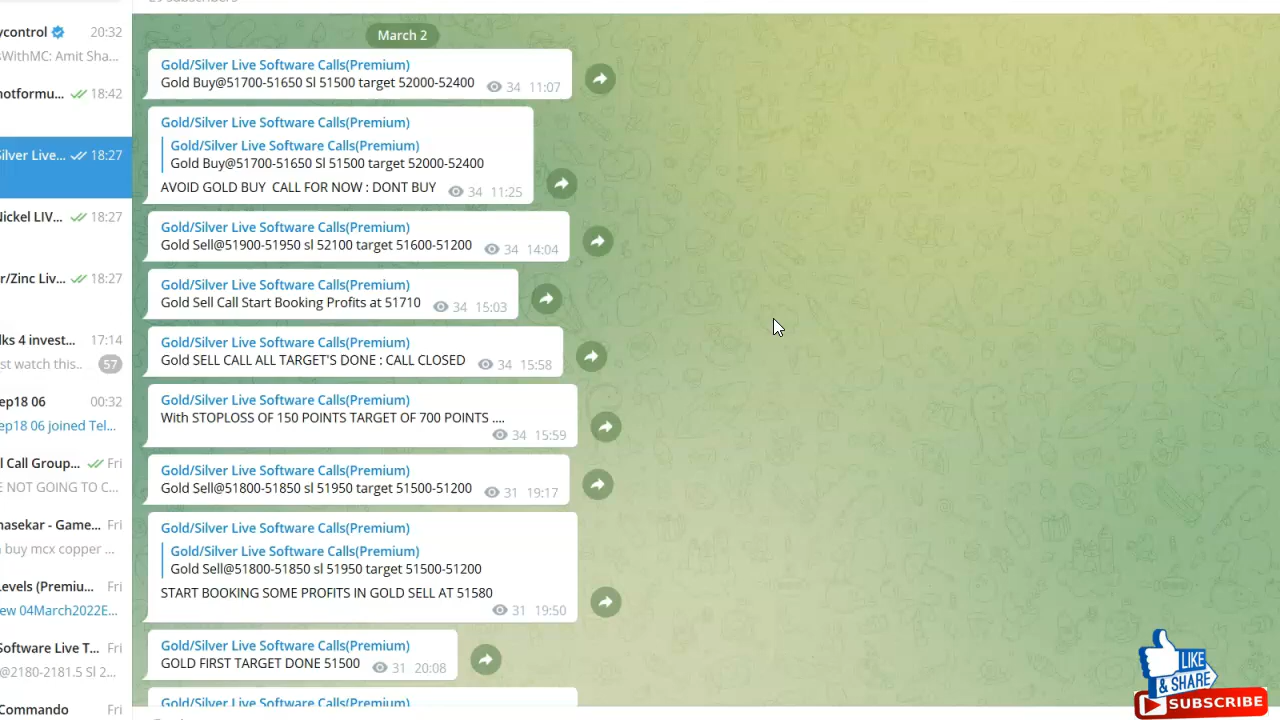 29 subscribers
ycontrol 20:32
sWithMC: Amit Sha...
notformu... 18:42
Silver Live... 18:27
Nickel LIV... 18:27
r/Zinc Liv... 18:27
lks 4 invest... 17:14
st watch this.. 57
ep18 06 00:32
ep18 06 joined Tel...
l Call Group... Fri
E NOT GOING TO C...
nasekar - Game... Fri
a buy mcx copper ...
Levels (Premiu... Fri
ew 04March2022E...
Software Live T... Fri
@2180-2181.5 Sl 2...
Commando Fri
March 2
Gold/Silver Live Software Calls(Premium)
Gold Buy@51700-51650 Sl 51500 target 52000-52400 34 11:07
Gold/Silver Live Software Calls(Premium)
Gold/Silver Live Software Calls(Premium)
Gold Buy@51700-51650 Sl 51500 target 52000-52400
AVOID GOLD BUY CALL FOR NOW : DONT BUY 34 11:25
Gold/Silver Live Software Calls(Premium)
Gold Sell@51900-51950 sl 52100 target 51600-51200 34 14:04
Gold/Silver Live Software Calls(Premium)
Gold Sell Call Start Booking Profits at 51710 34 15:03
Gold/Silver Live Software Calls(Premium)
Gold SELL CALL ALL TARGET'S DONE : CALL CLOSED 34 15:58
Gold/Silver Live Software Calls(Premium)
With STOPLOSS OF 150 POINTS TARGET OF 700 POINTS ....
34 15:59
Gold/Silver Live Software Calls(Premium)
Gold Sell@51800-51850 sl 51950 target 51500-51200 31 19:17
Gold/Silver Live Software Calls(Premium)
Gold/Silver Live Software Calls(Premium)
Gold Sell@51800-51850 sl 51950 target 51500-51200
START BOOKING SOME PROFITS IN GOLD SELL AT 51580
31 19:50
Gold/Silver Live Software Calls(Premium)
GOLD FIRST TARGET DONE 51500 31 20:08
Gold/Silver Live Software Calls(Premium)
LIKE
& SHARE
SUBSCRIBE